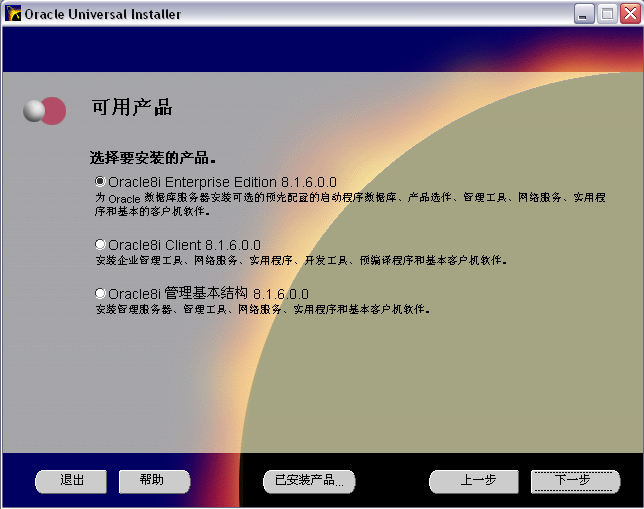 Oracle Universal Installer
可用产品
选择要安装的产品。
Oracle8i Enterprise Edition 8.1.6.0.0
为 Oracle 数据库服务器安装可选的预先配置的启动程序数据库、产品选件、管理工具、网络服务、实用程
序和基本的客户机软件。
Oracle8i Client 8.1.6.0.0
安装企业管理工具、网络服务、实用程序、开发工具、预编译程序和基本客户机软件。
Oracle8i 管理基本结构 8.1.6.0.0
安装管理服务器、管理工具、网络服务、实用程序和基本客户机软件。
退出 帮助 已安装产品... 上一步 下一步